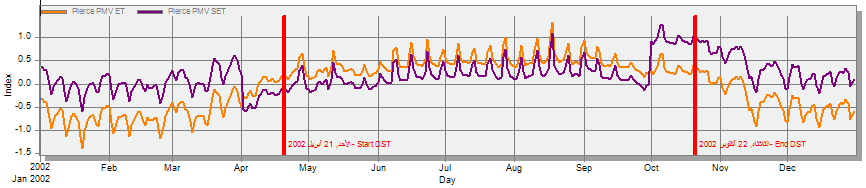 Pierce PMV ET Pierce PMV SET
1.0
0.5
0.0
-0.5
-1.0
-1.5
Index
الأحد, 21 أبريل 2002 - Start DST
الثلاثاء, 22 أكتوبر 2002 - End DST
2002 Feb Mar Apr May Jun Jul Aug Sep Oct Nov Dec
Jan 2002 Day